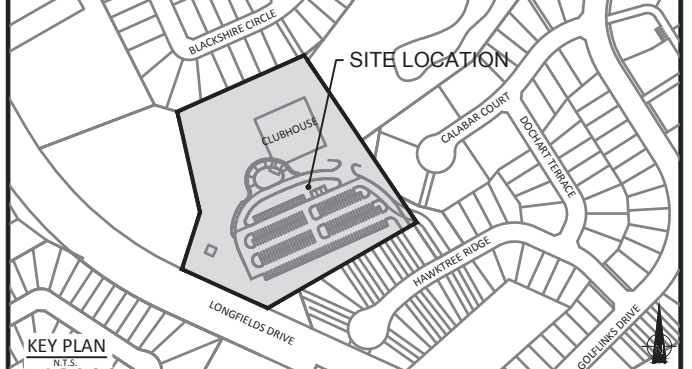 BLACKSHIRE CIRCLE
SITE LOCATION
CLUBHOUSE
CALABAR COURT
DOCHART TERRACE
HAWKTREE RIDGE
LONGFIELDS DRIVE
GOLFLINKS DRIVE
KEY PLAN
N.T.S.